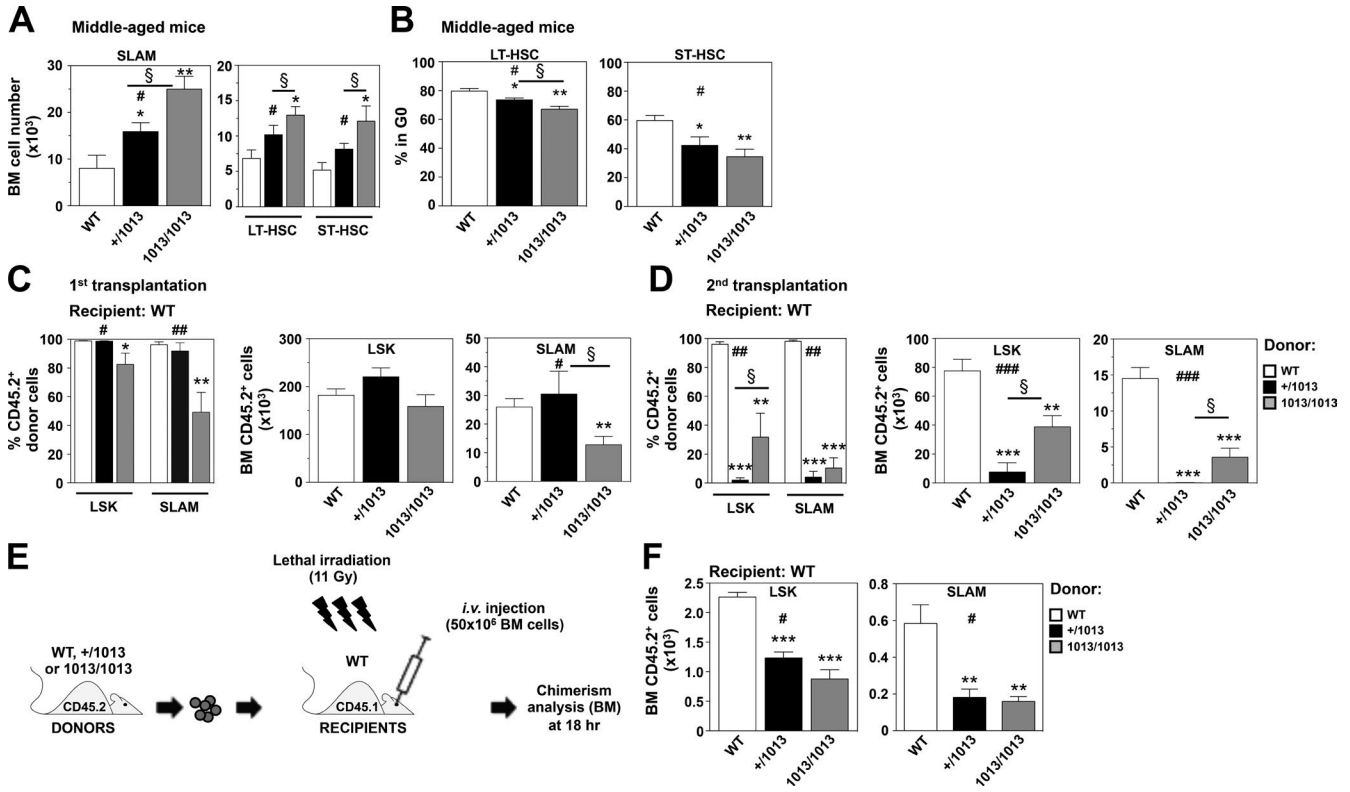 A
Middle-aged mice
SLAM
BM cell number
(x10³)
30
20
10
0
#
*
§
**
WT
+/1013
1013/1013
20
15
10
5
0
#
§
*
#
§
*
LT-HSC
ST-HSC
B
Middle-aged mice
LT-HSC
% in G0
100
80
60
40
20
0
#
*
§
**
WT
+/1013
1013/1013
ST-HSC
100
80
60
40
20
0
#
*
**
WT
+/1013
1013/1013
C
1st transplantation
Recipient: WT
% CD45.2⁺
donor cells
100
80
60
40
20
0
#
*
##
**
LSK
SLAM
BM CD45.2⁺ cells
(x10³)
300
200
100
0
LSK
WT
+/1013
1013/1013
50
40
30
20
10
0
SLAM
#
§
**
WT
+/1013
1013/1013
D
2nd transplantation
Recipient: WT
% CD45.2⁺
donor cells
100
80
60
40
20
0
##
§
**
***
##
***
***
LSK
SLAM
BM CD45.2⁺ cells
(x10³)
100
80
60
40
20
0
LSK
###
§
**
***
WT
+/1013
1013/1013
20
15
10
5
0
SLAM
###
§
***
***
WT
+/1013
1013/1013
Donor:
WT
+/1013
1013/1013
E
Lethal irradiation
(11 Gy)
i.v. injection
(50x10⁶ BM cells)
WT, +/1013
or 1013/1013
CD45.2
DONORS
WT
CD45.1
RECIPIENTS
Chimerism
analysis (BM)
at 18 hr
F
Recipient: WT
BM CD45.2⁺ cells
(x10³)
2.5
2.0
1.5
1.0
0.5
0
LSK
#
***
***
WT
+/1013
1013/1013
0.8
0.6
0.4
0.2
0
SLAM
#
**
**
WT
+/1013
1013/1013
Donor:
WT
+/1013
1013/1013